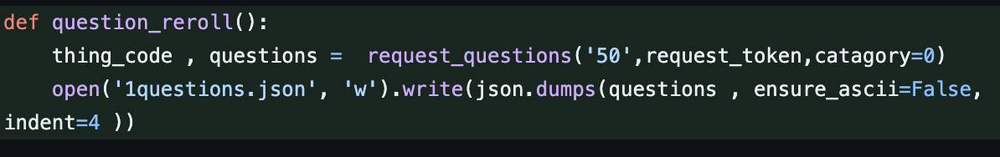 def question_reroll():
    thing_code , questions =  request_questions('50',request_token,catagory=0)
    open('1questions.json', 'w').write(json.dumps(questions , ensure_ascii=False,
indent=4 ))